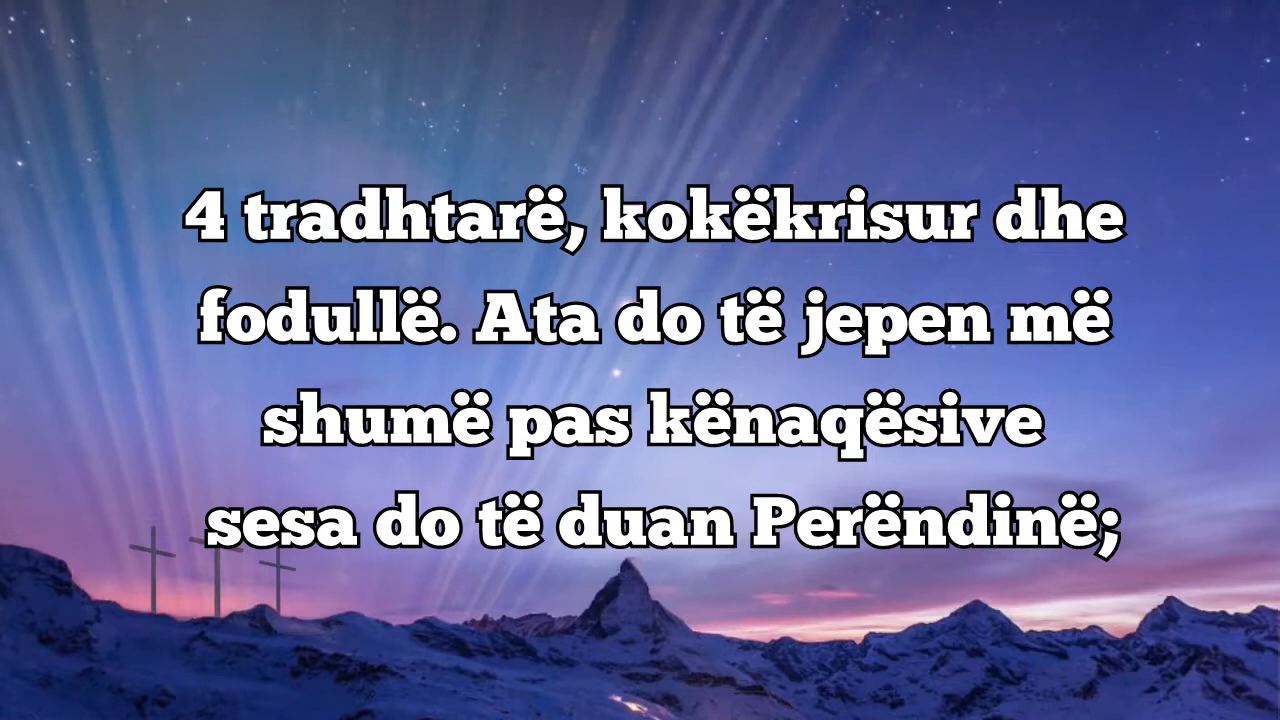 4 tradhtarë, kokëkrisur dhe
fodullë. Ata do të jepen më
shumë pas kënaqësive
sesa do të duan Perëndinë;